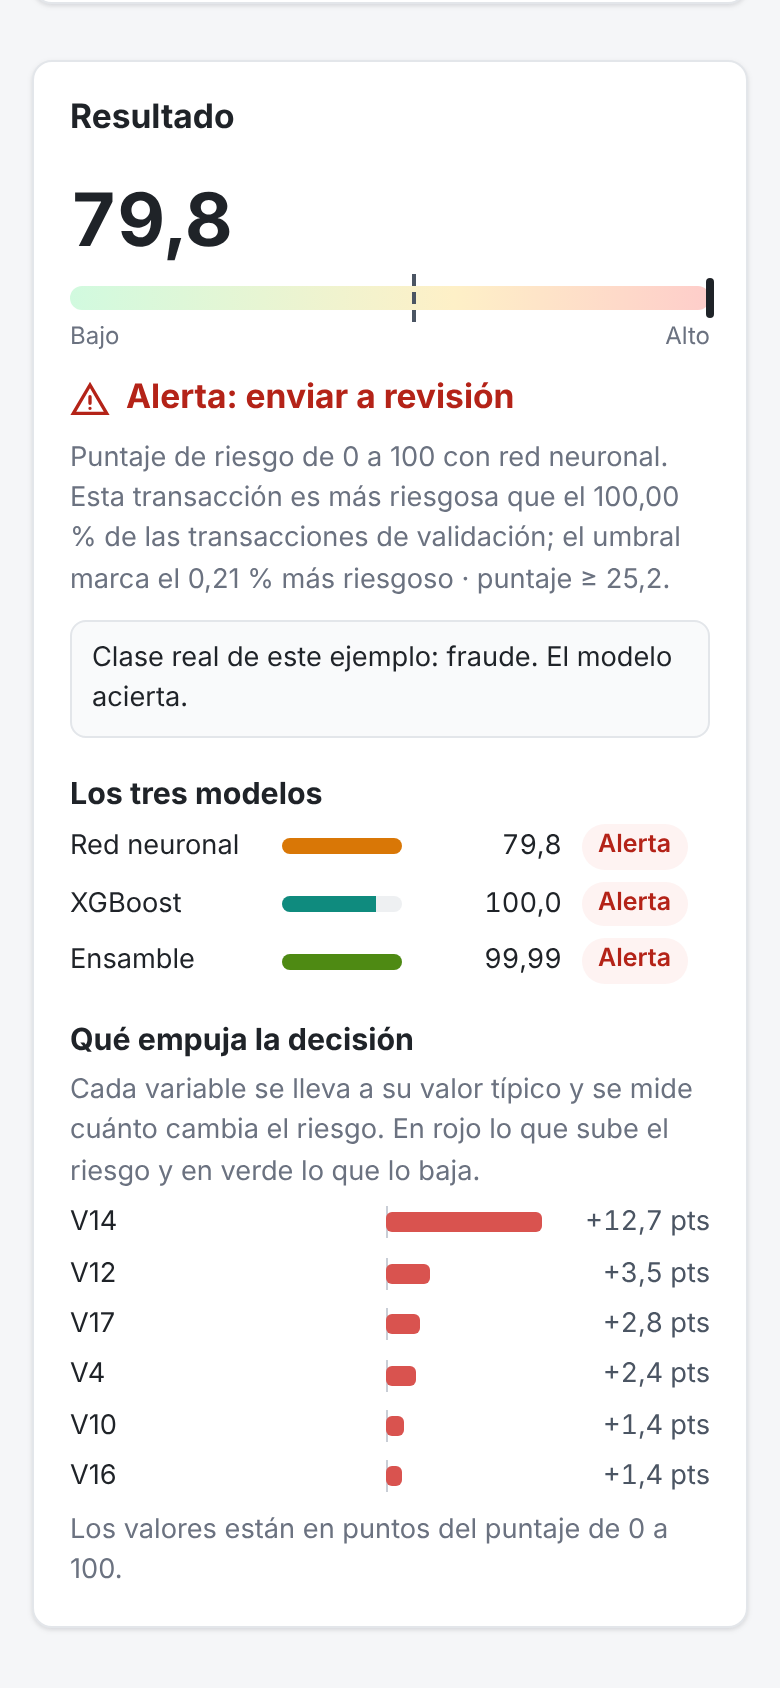 Resultado
79,8
Bajo Alto
Alerta: enviar a revisión
Puntaje de riesgo de 0 a 100 con red neuronal.
Esta transacción es más riesgosa que el 100,00
% de las transacciones de validación; el umbral
marca el 0,21 % más riesgoso · puntaje ≥ 25,2.
Clase real de este ejemplo: fraude. El modelo
acierta.
Los tres modelos
Red neuronal 79,8 Alerta
XGBoost 100,0 Alerta
Ensamble 99,99 Alerta
Qué empuja la decisión
Cada variable se lleva a su valor típico y se mide
cuánto cambia el riesgo. En rojo lo que sube el
riesgo y en verde lo que lo baja.
V14 +12,7 pts
V12 +3,5 pts
V17 +2,8 pts
V4 +2,4 pts
V10 +1,4 pts
V16 +1,4 pts
Los valores están en puntos del puntaje de 0 a
100.